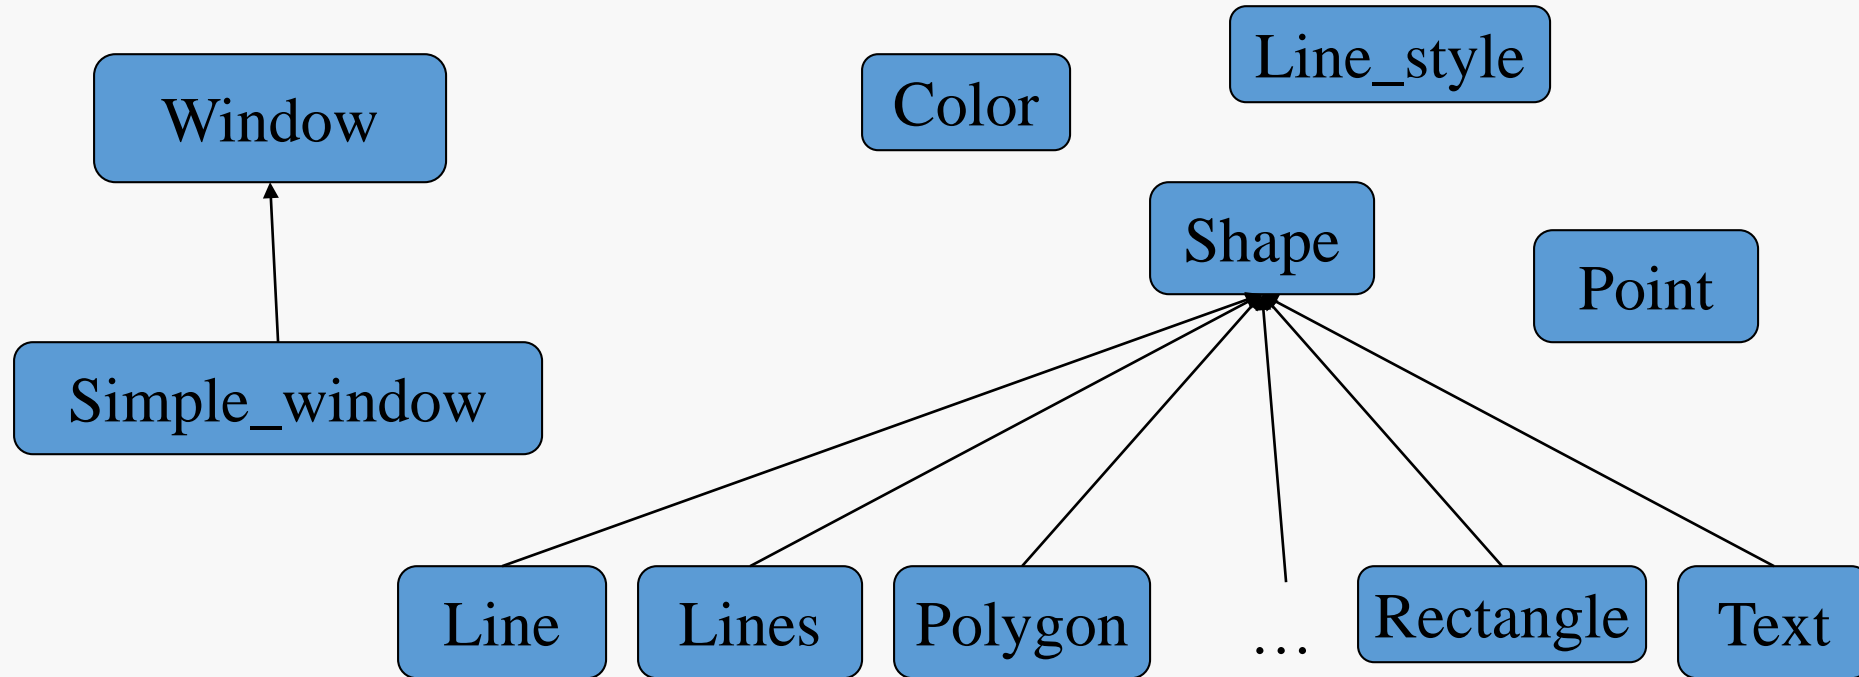 Line_style
Window
Color
Shape
Point
Simple_window
Line
Lines
Polygon
...
Rectangle
Text